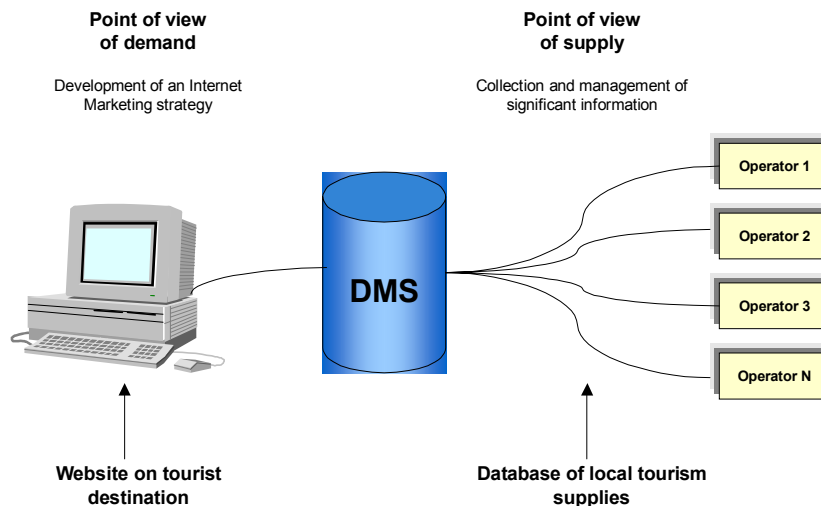 Point of view
of demand
Development of an Internet
Marketing strategy
Point of view
of supply
Collection and management of
significant information
Operator 1
Operator 2
DMS
Operator 3
Operator N
Website on tourist
destination
Database of local tourism
supplies